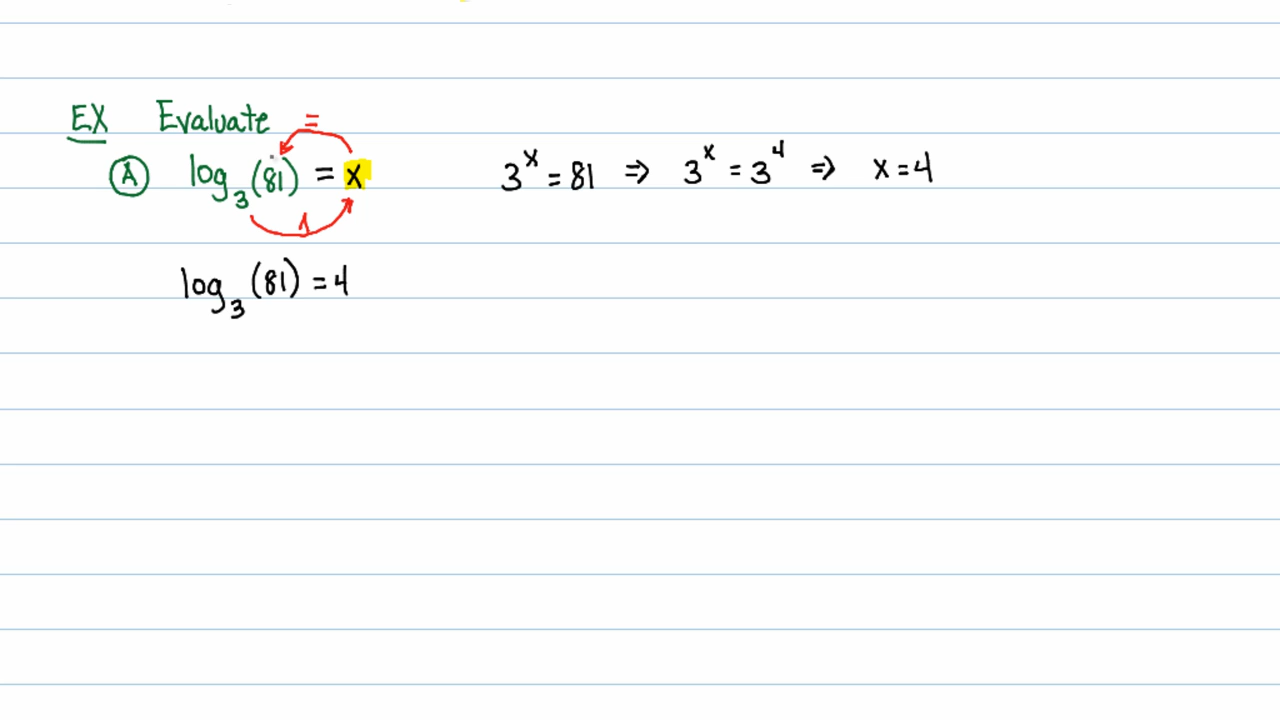 EX Evaluate =
Ⓐ log₃(81) = x 3ˣ = 81 ⇒ 3ˣ = 3⁴ ⇒ x = 4
log₃(81) = 4